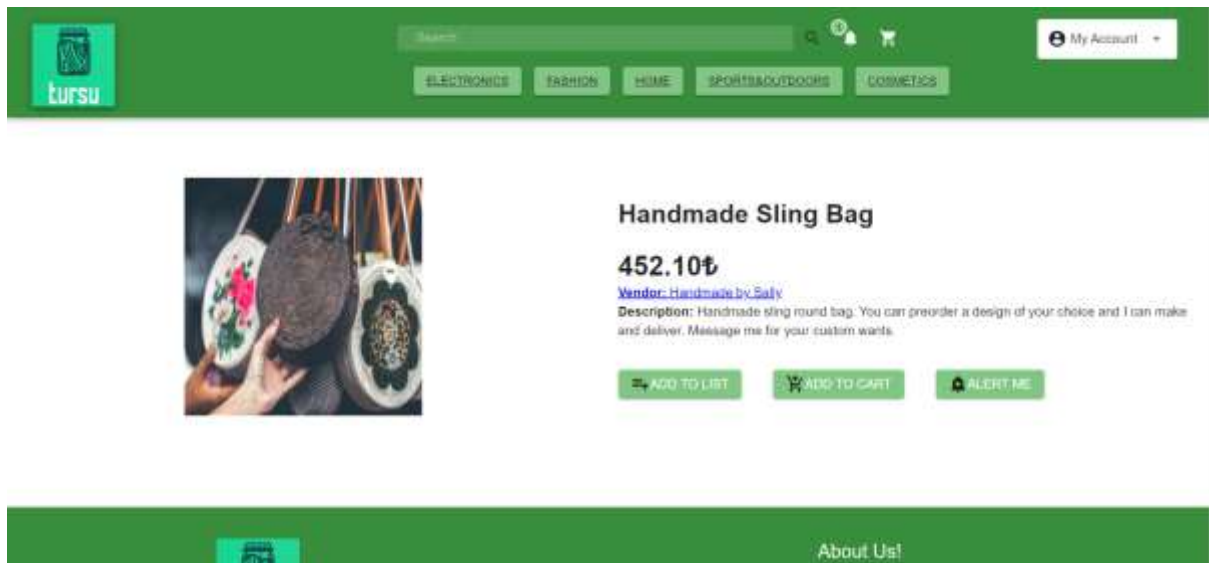 tursu
Search
My Account
ELECTRONICS FASHION HOME SPORTS&OUTDOORS COSMETICS
Handmade Sling Bag
452.10₺
Vendor: Handmade by Sally
Description: Handmade sling round bag. You can preorder a design of your choice and I can make
and deliver. Message me for your custom wants.
ADD TO LIST ADD TO CART ALERT ME
About Us!